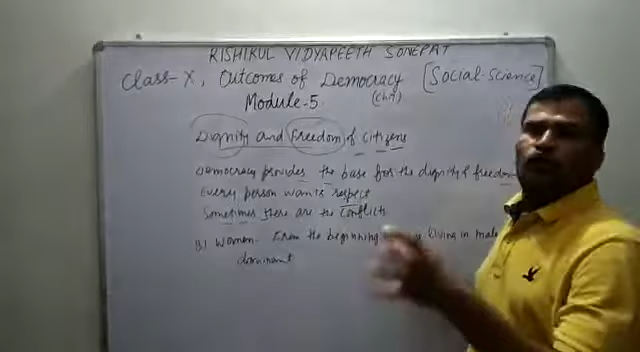 RISHIKUL VIDYAPEETH SONEPAT
Class-X, Outcomes of Democracy [Social-Science]
Module-5
Dignity and Freedom of citizens
Democracy provides the base for the dignity & freedom
Every person wants respect
Sometimes there are the conflicts
Women. From the beginning living in male
dominant